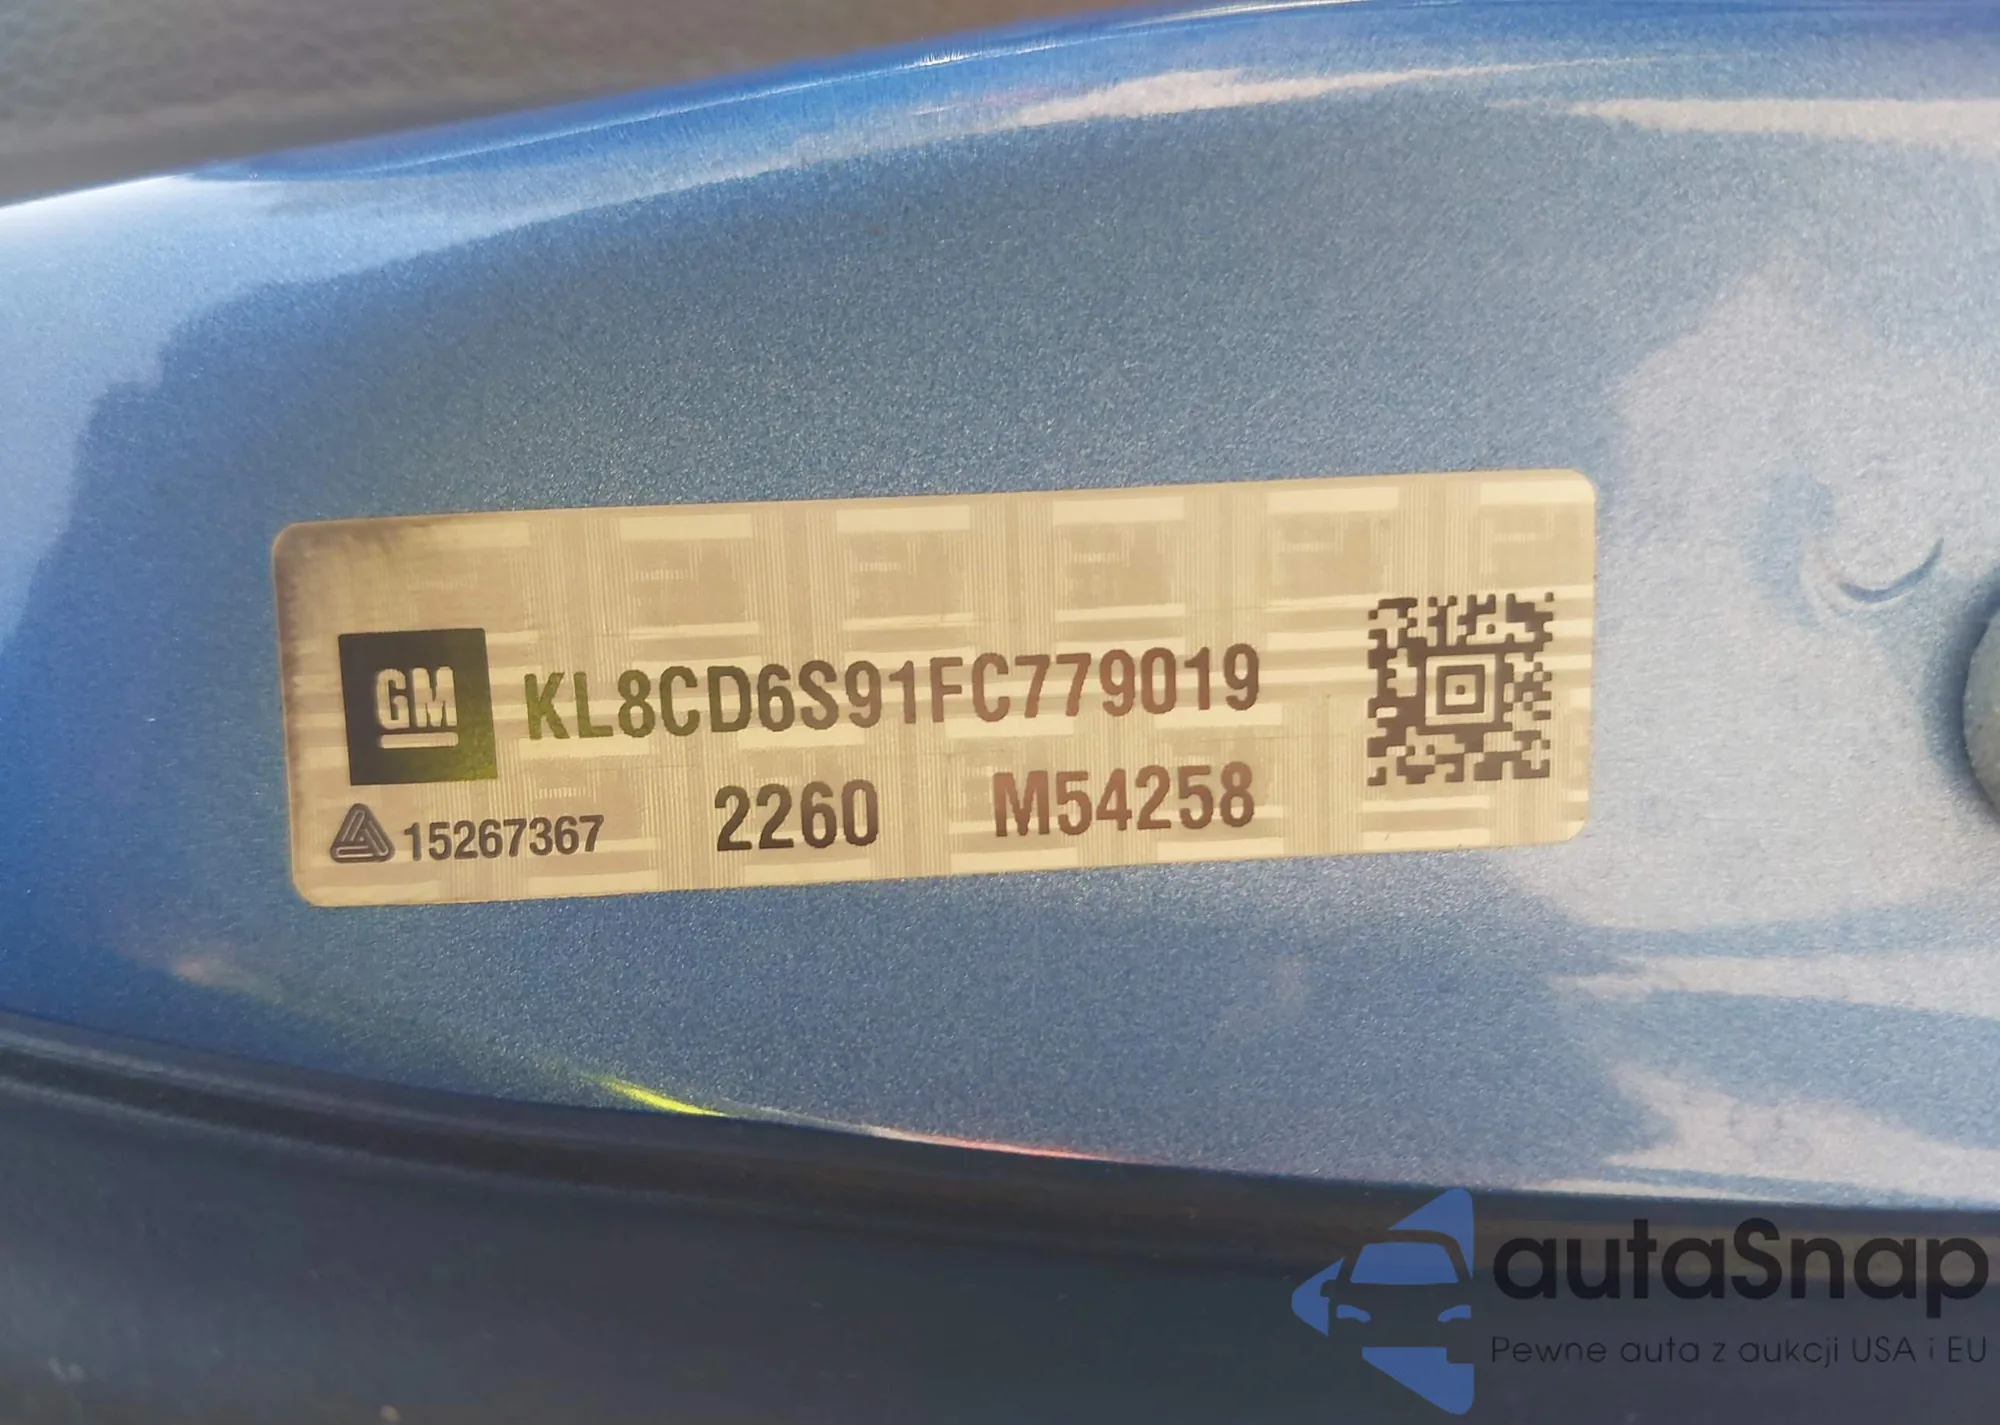 GM KL8CD6S91FC779019
15267367 2260 M54258
autaSnap
Pewne auta z aukcji USA i EU